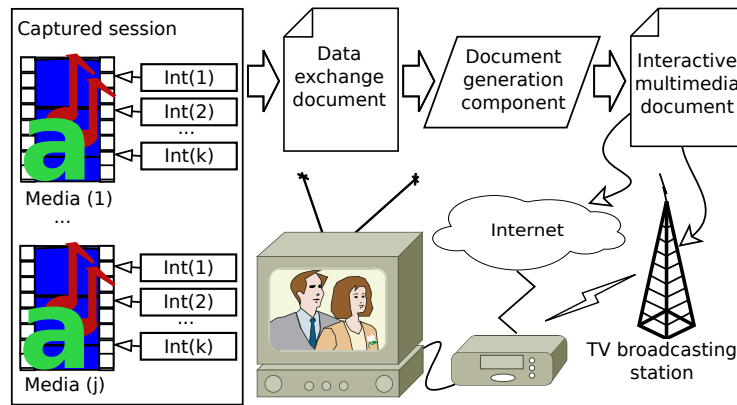 Captured session
Int(1)
Int(2)
...
Int(k)
a
Media (1)
...
Int(1)
Int(2)
...
Int(k)
a
Media (j)
Data
exchange
document
Document
generation
component
Interactive
multimedia
document
Internet
TV broadcasting
station